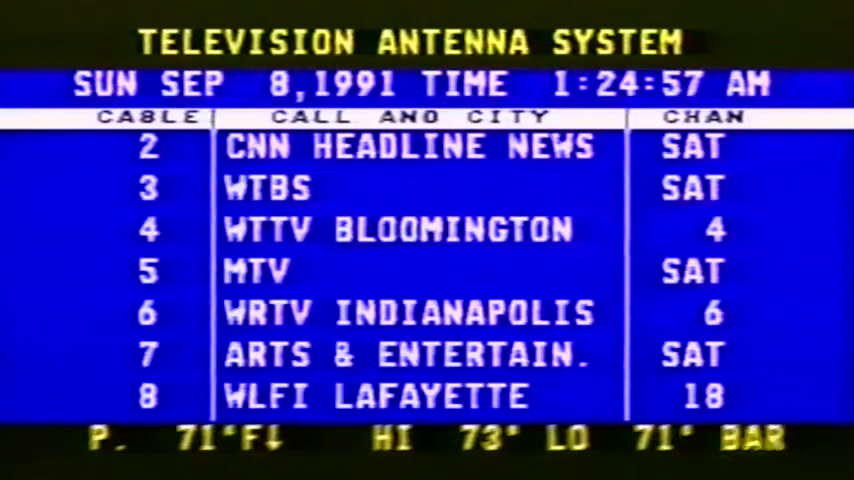 TELEVISION ANTENNA SYSTEM
SUN SEP 8,1991 TIME 1:24:57 AM
CABLE CALL AND CITY CHAN
2 CNN HEADLINE NEWS SAT
3 WTBS SAT
4 WTTV BLOOMINGTON 4
5 MTV SAT
6 WRTV INDIANAPOLIS 6
7 ARTS & ENTERTAIN. SAT
8 WLFI LAFAYETTE 18
P. 71°F↓ HI 73° LO 71° BAR